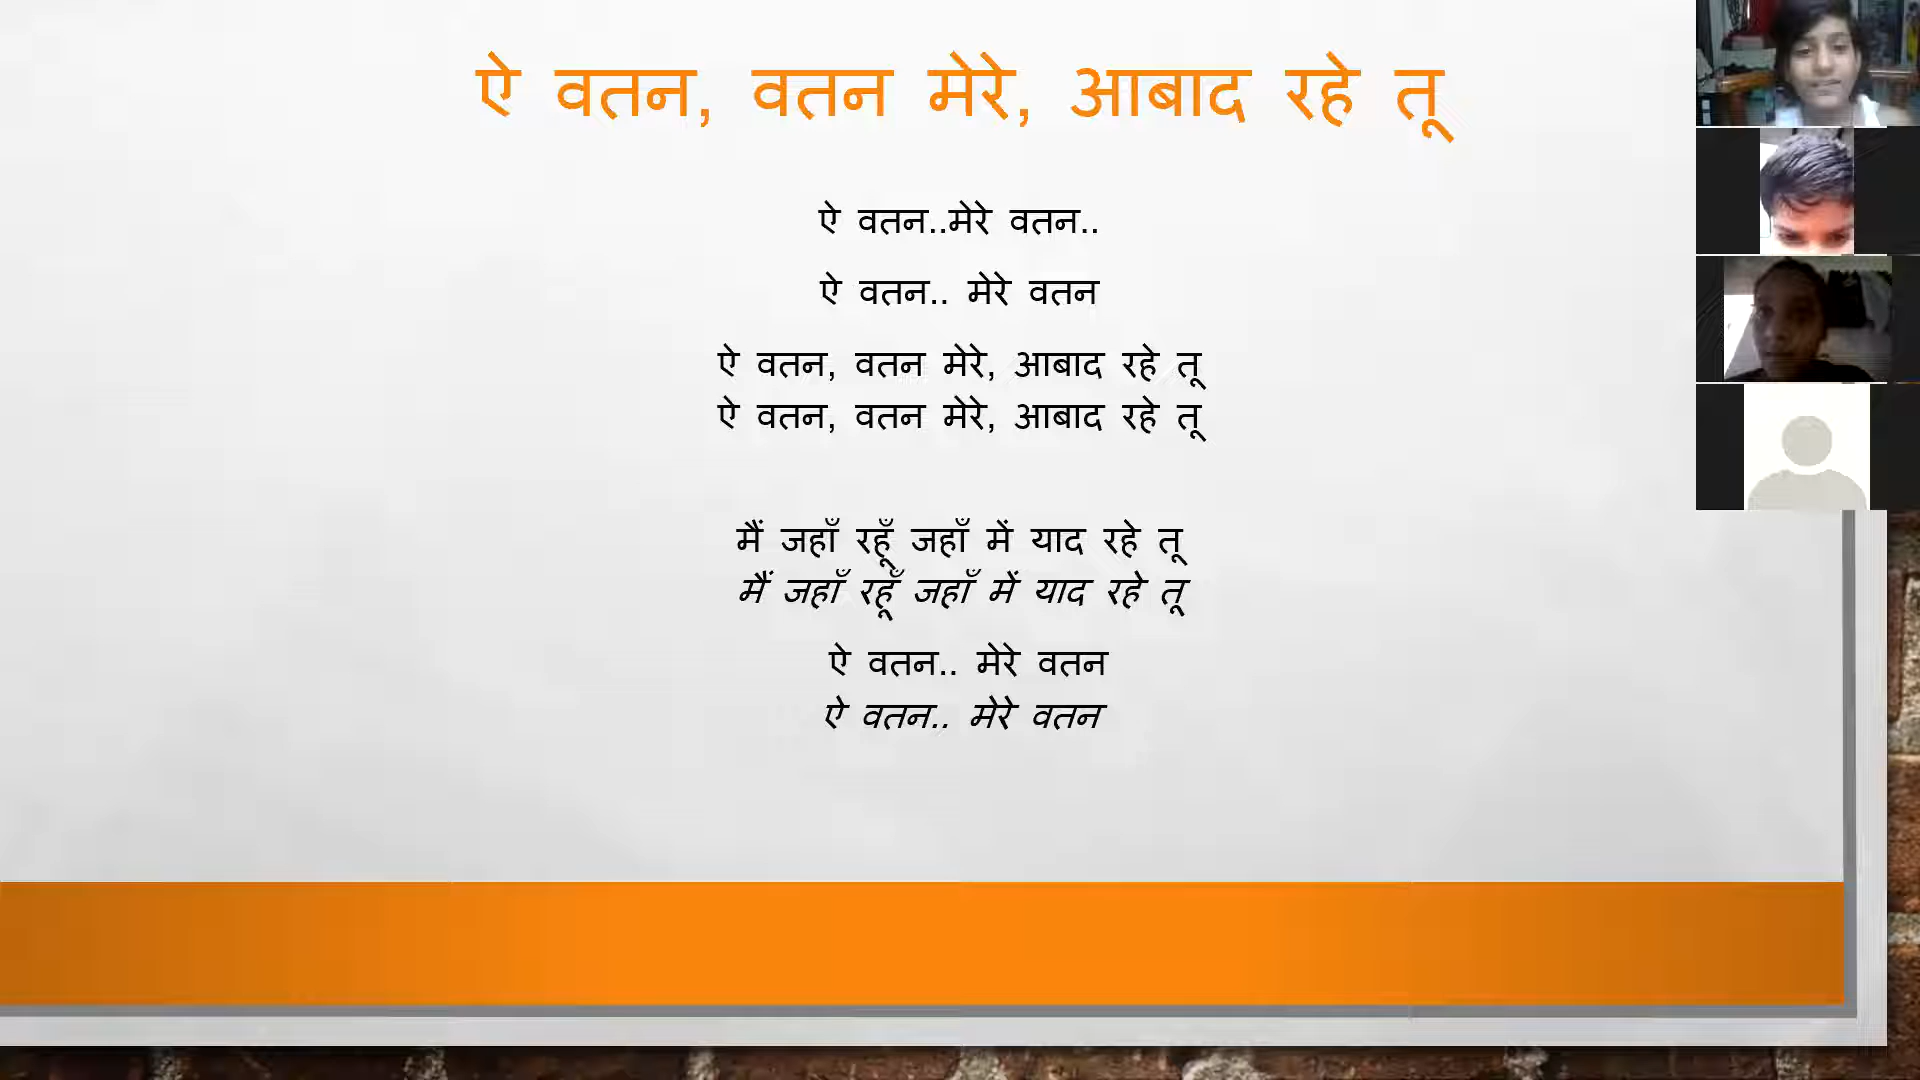 ऐ वतन, वतन मेरे, आबाद रहे तू
ऐ वतन..मेरे वतन..
ऐ वतन.. मेरे वतन
ऐ वतन, वतन मेरे, आबाद रहे तू
ऐ वतन, वतन मेरे, आबाद रहे तू
मैं जहाँ रहूँ जहाँ में याद रहे तू
मैं जहाँ रहूँ जहाँ में याद रहे तू
ऐ वतन.. मेरे वतन
ऐ वतन.. मेरे वतन